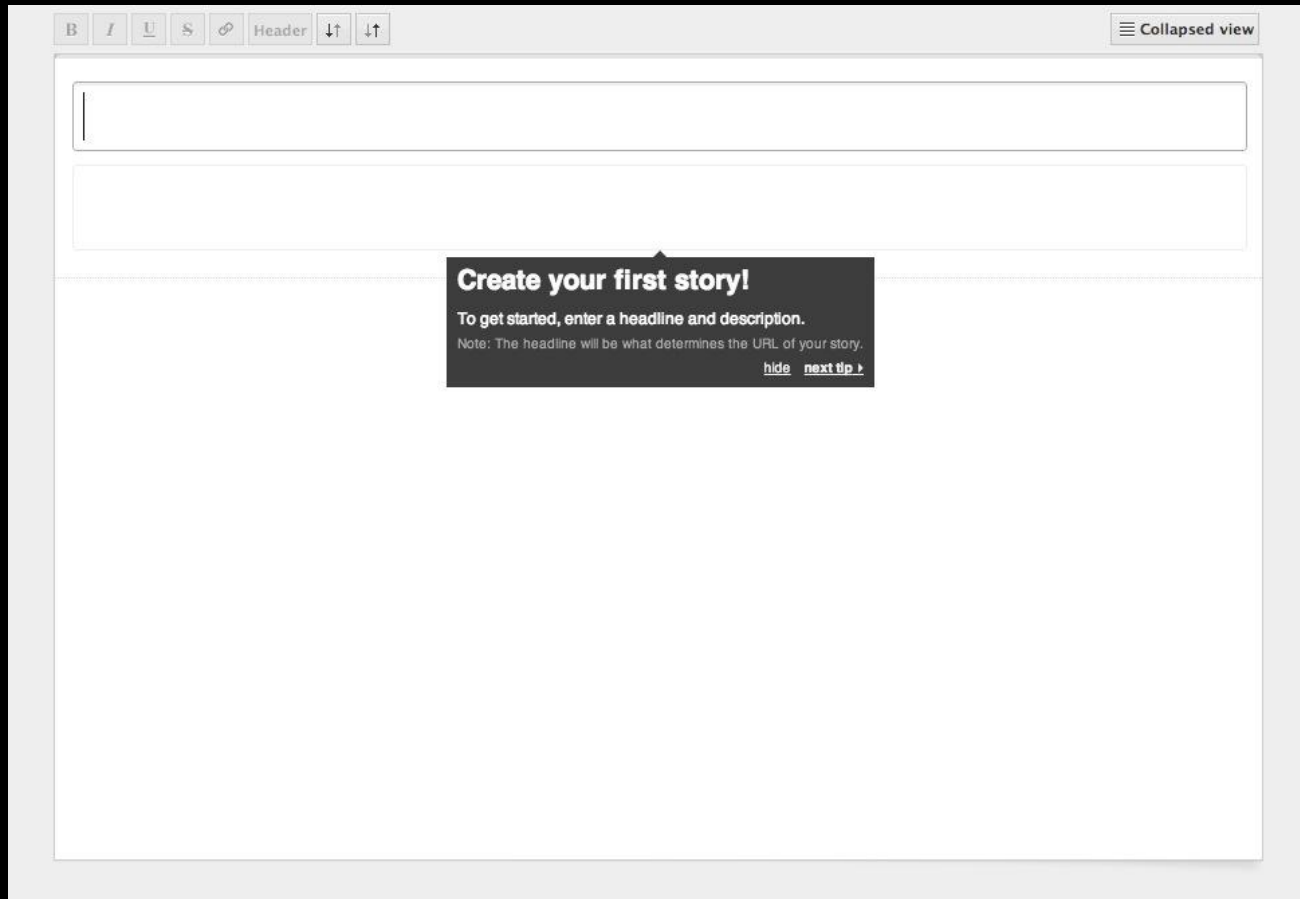 B I U S Header ↓↑ ↓↑ Collapsed view
Create your first story!
To get started, enter a headline and description.
Note: The headline will be what determines the URL of your story.
hide next tip